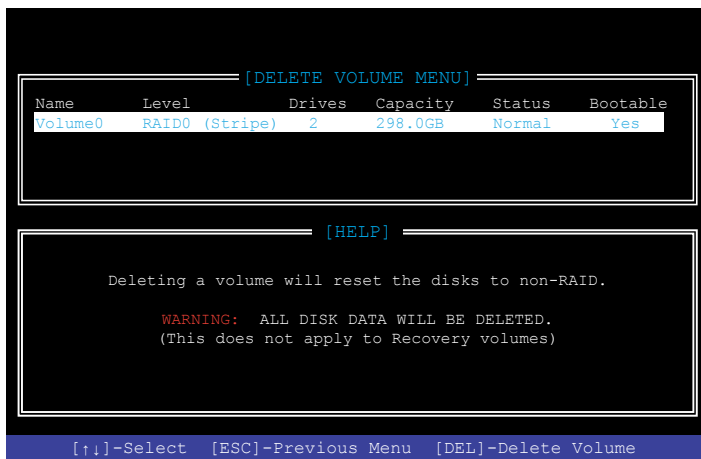 [DELETE VOLUME MENU]
Name Level Drives Capacity Status Bootable
Volume0 RAID0 (Stripe) 2 298.0GB Normal Yes
[HELP]
Deleting a volume will reset the disks to non-RAID.
WARNING: ALL DISK DATA WILL BE DELETED.
(This does not apply to Recovery volumes)
[↑↓]-Select [ESC]-Previous Menu [DEL]-Delete Volume